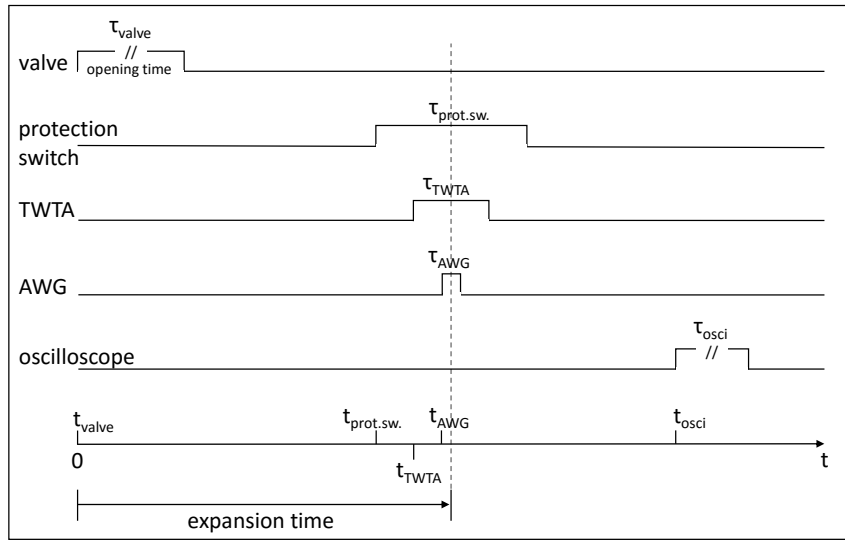 τvalve
valve
//
opening time
τprot.sw.
protection
switch
τTWTA
TWTA
τAWG
AWG
τosci
oscilloscope
//
tvalve
tprot.sw.
tAWG
tosci
0
tTWTA
t
expansion time